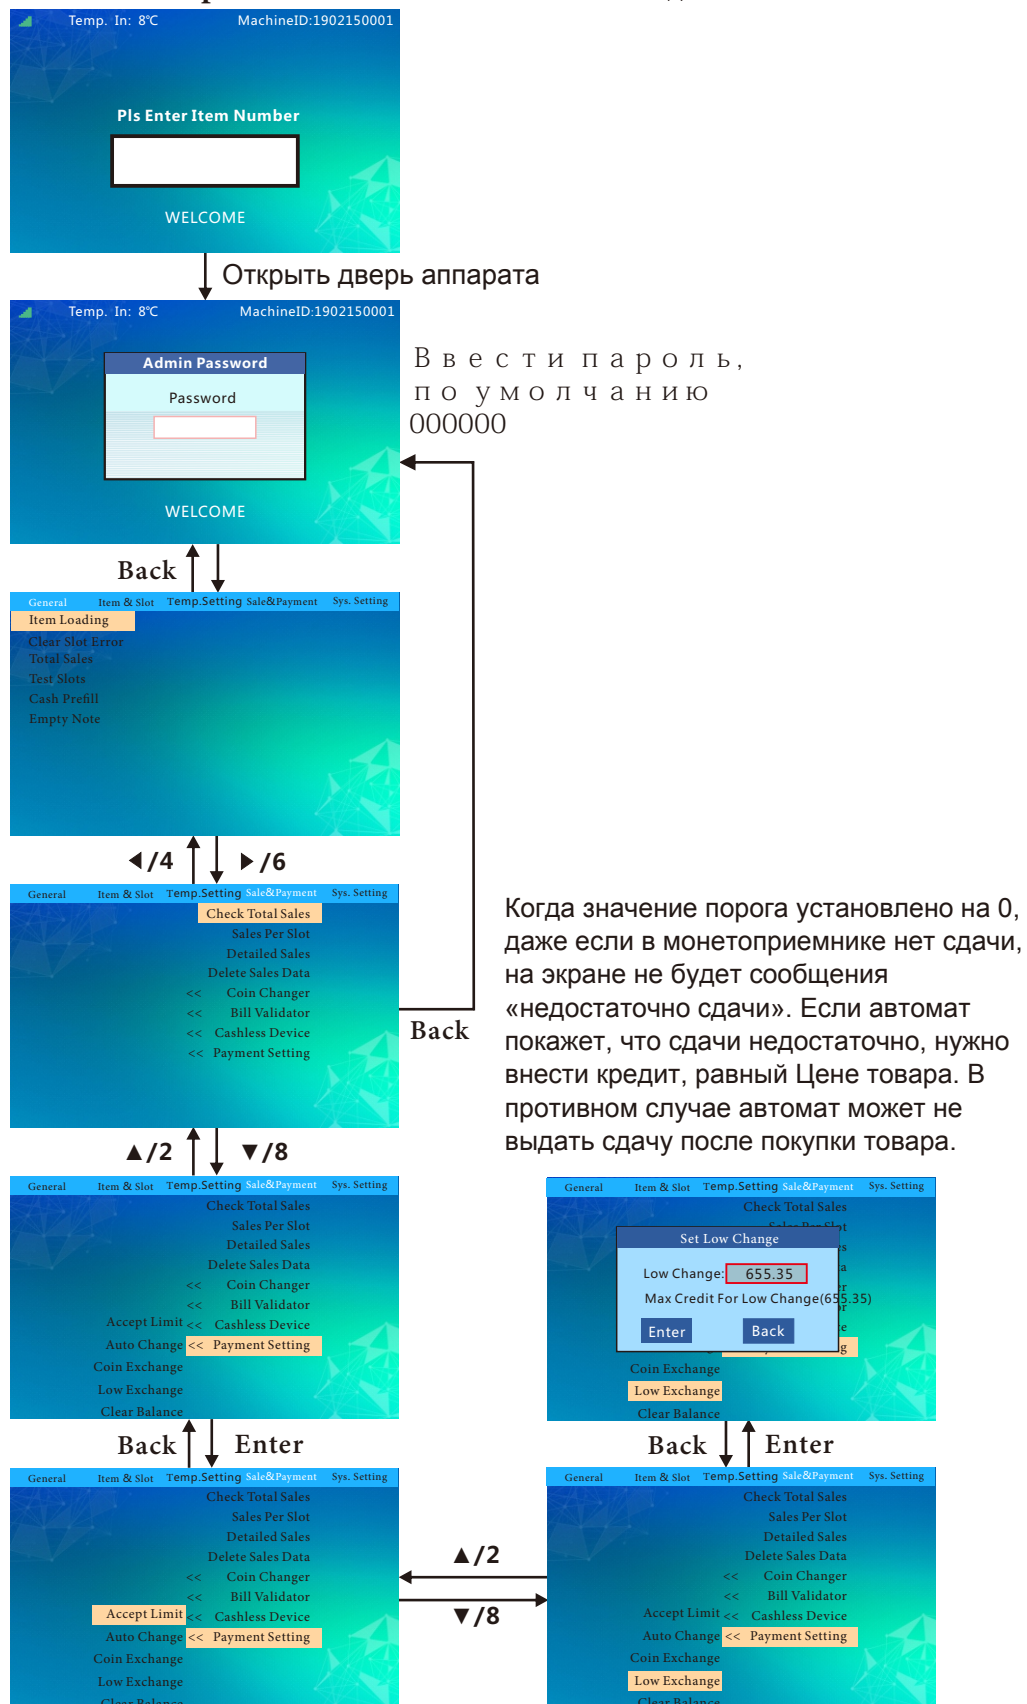 Temp. In: 8℃ MachineID:1902150001
Pls Enter Item Number
WELCOME
Открыть дверь аппарата
Temp. In: 8℃ MachineID:1902150001
Admin Password
Password
WELCOME
Ввести пароль,
по умолчанию
000000
Back
General Item & Slot Temp.Setting Sale&Payment Sys. Setting
Item Loading
Clear Slot Error
Total Sales
Test Slots
Cash Prefill
Empty Note
◀/4 ▶/6
General Item & Slot Temp.Setting Sale&Payment Sys. Setting
Check Total Sales
Sales Per Slot
Detailed Sales
Delete Sales Data
<< Coin Changer
<< Bill Validator
<< Cashless Device
<< Payment Setting
Back
Когда значение порога установлено на 0,
даже если в монетоприемнике нет сдачи,
на экране не будет сообщения
«недостаточно сдачи». Если автомат
покажет, что сдачи недостаточно, нужно
внести кредит, равный Цене товара. В
противном случае автомат может не
выдать сдачу после покупки товара.
▲/2 ▼/8
General Item & Slot Temp.Setting Sale&Payment Sys. Setting
Check Total Sales
Sales Per Slot
Detailed Sales
Delete Sales Data
<< Coin Changer
<< Bill Validator
Accept Limit << Cashless Device
Auto Change << Payment Setting
Coin Exchange
Low Exchange
Clear Balance
Back Enter
General Item & Slot Temp.Setting Sale&Payment Sys. Setting
Check Total Sales
Sales Per Slot
Detailed Sales
Delete Sales Data
<< Coin Changer
<< Bill Validator
Accept Limit << Cashless Device
Auto Change << Payment Setting
Coin Exchange
Low Exchange
Clear Balance
▲/2
▼/8
General Item & Slot Temp.Setting Sale&Payment Sys. Setting
Check Total Sales
Sales Per Slot
Set Low Change
Low Change: 655.35
Max Credit For Low Change(655.35)
Enter Back
Coin Exchange
Low Exchange
Clear Balance
Back Enter
General Item & Slot Temp.Setting Sale&Payment Sys. Setting
Check Total Sales
Sales Per Slot
Detailed Sales
Delete Sales Data
<< Coin Changer
<< Bill Validator
Accept Limit << Cashless Device
Auto Change << Payment Setting
Coin Exchange
Low Exchange
Clear Balance